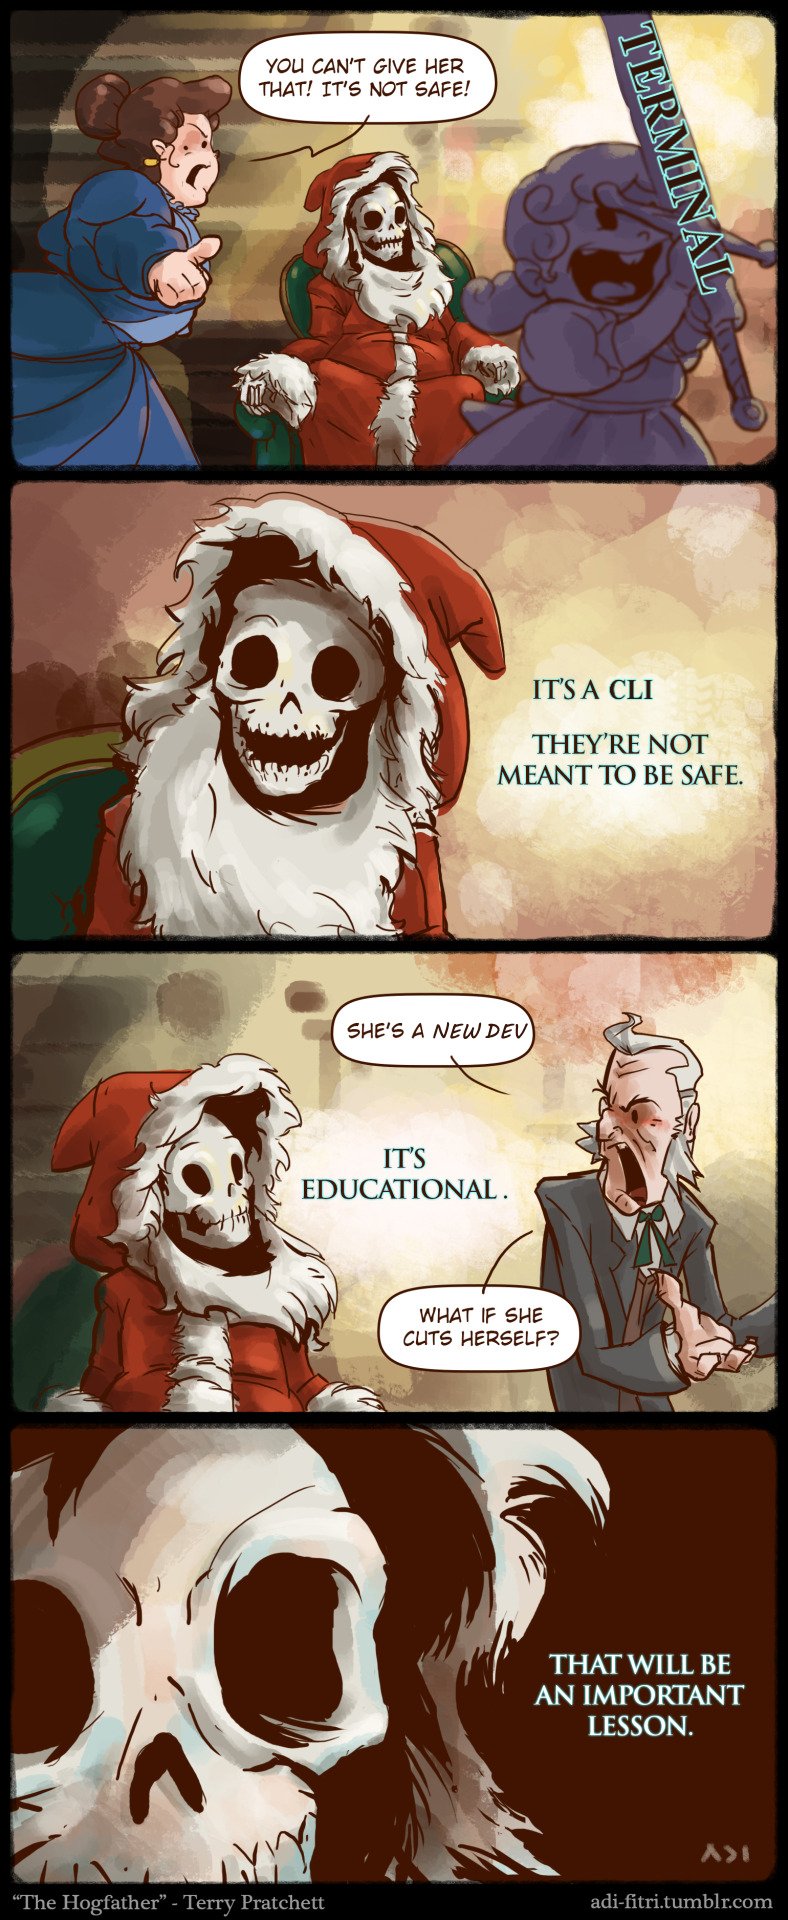 YOU CAN'T GIVE HER
THAT! IT'S NOT SAFE!
TERMINAL
IT'S A CLI
THEY'RE NOT
MEANT TO BE SAFE.
SHE'S A NEW DEV
IT'S
EDUCATIONAL.
WHAT IF SHE
CUTS HERSELF?
THAT WILL BE
AN IMPORTANT
LESSON.
ADI
“The Hogfather” - Terry Pratchett
adi-fitri.tumblr.com